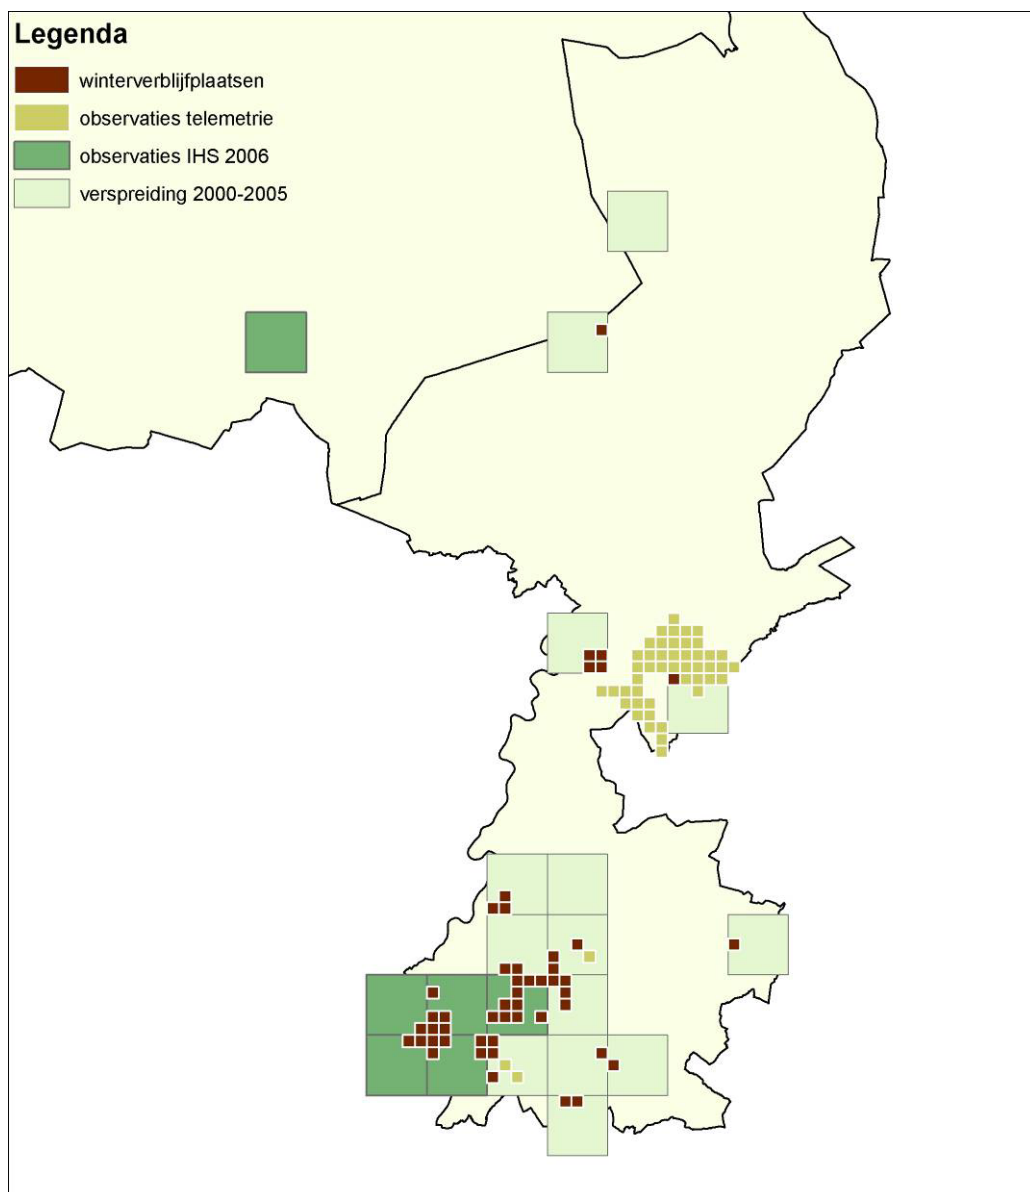 Legenda
winterverblijfplaatsen
observaties telemetrie
observaties IHS 2006
verspreiding 2000-2005